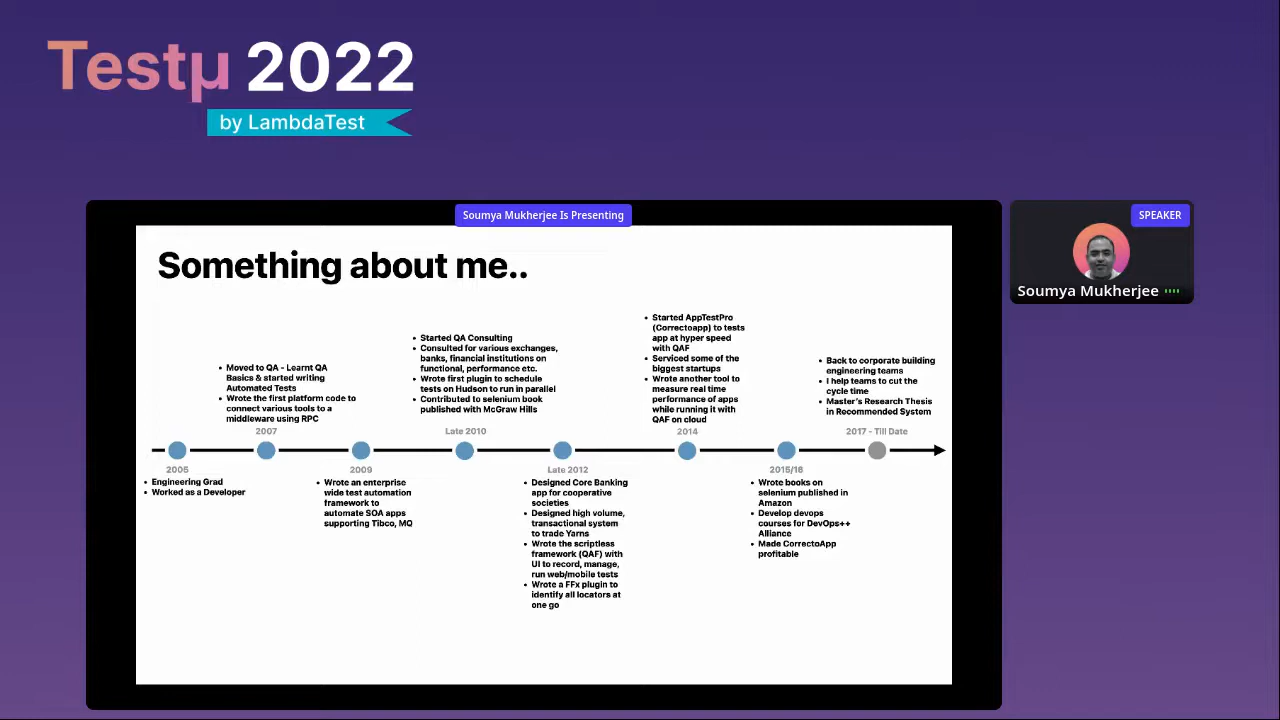 Testμ 2022
by LambdaTest
Soumya Mukherjee Is Presenting
SPEAKER
Soumya Mukherjee
Something about me..
• Moved to QA - Learnt QA
Basics & started writing
Automated Tests
• Wrote the first platform code to
connect various tools to a
middleware using RPC
2007
• Started QA Consulting
• Consulted for various exchanges,
banks, financial institutions on
functional, performance etc.
• Wrote first plugin to schedule
tests on Hudson to run in parallel
• Contributed to selenium book
published with McGraw Hills
Late 2010
• Started AppTestPro
(Correctoapp) to tests
app at hyper speed
with QAF
• Serviced some of the
biggest startups
• Wrote another tool to
measure real time
performance of apps
while running it with
QAF on cloud
2014
• Back to corporate building
engineering teams
• I help teams to cut the
cycle time
• Master's Research Thesis
in Recommended System
2017 - Till Date
2005
• Engineering Grad
• Worked as a Developer
2009
• Wrote an enterprise
wide test automation
framework to
automate SOA apps
supporting Tibco, MQ
Late 2012
• Designed Core Banking
app for cooperative
societies
• Designed high volume,
transactional system
to trade Yarns
• Wrote the scriptless
framework (QAF) with
UI to record, manage,
run web/mobile tests
• Wrote a FFx plugin to
identify all locators at
one go
2015/16
• Wrote books on
selenium published in
Amazon
• Develop devops
courses for DevOps++
Alliance
• Made CorrectoApp
profitable